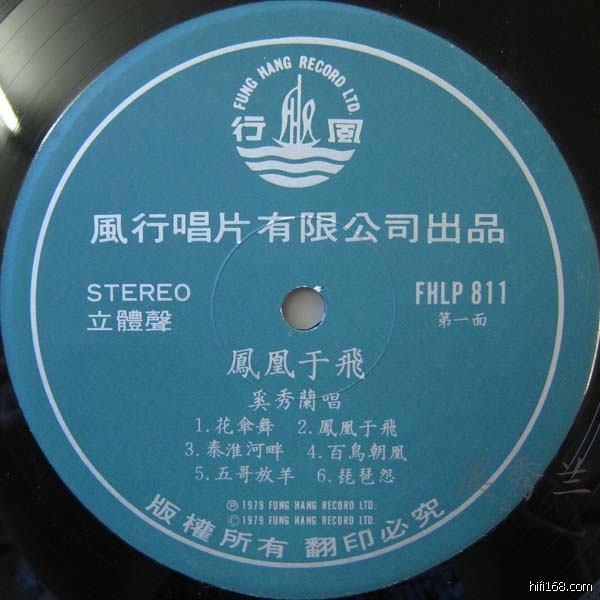 FUNG HANG RECORD LTD.
行 FHR 風
風行唱片有限公司出品
STEREO
立體聲
FHLP 811
第一面
鳳凰于飛
奚秀蘭唱
1.花傘舞 2.鳳凰于飛
3.秦淮河畔 4.百鳥朝凰
5.五哥放羊 6.琵琶怨
Ⓟ 1979 FUNG HANG RECORD LTD.
© 1979 FUNG HANG RECORD LTD.
版權所有 翻印必究
秀兰
hifi168.com